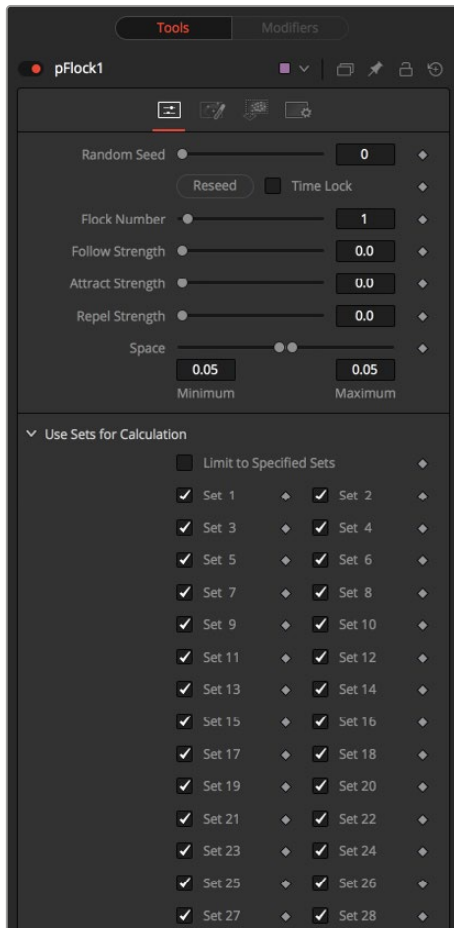 Tools Modifiers
pFlock1
Random Seed 0
Reseed Time Lock
Flock Number 1
Follow Strength 0.0
Attract Strength 0.0
Repel Strength 0.0
Space
0.05 0.05
Minimum Maximum
Use Sets for Calculation
Limit to Specified Sets
Set 1 Set 2
Set 3 Set 4
Set 5 Set 6
Set 7 Set 8
Set 9 Set 10
Set 11 Set 12
Set 13 Set 14
Set 15 Set 16
Set 17 Set 18
Set 19 Set 20
Set 21 Set 22
Set 23 Set 24
Set 25 Set 26
Set 27 Set 28